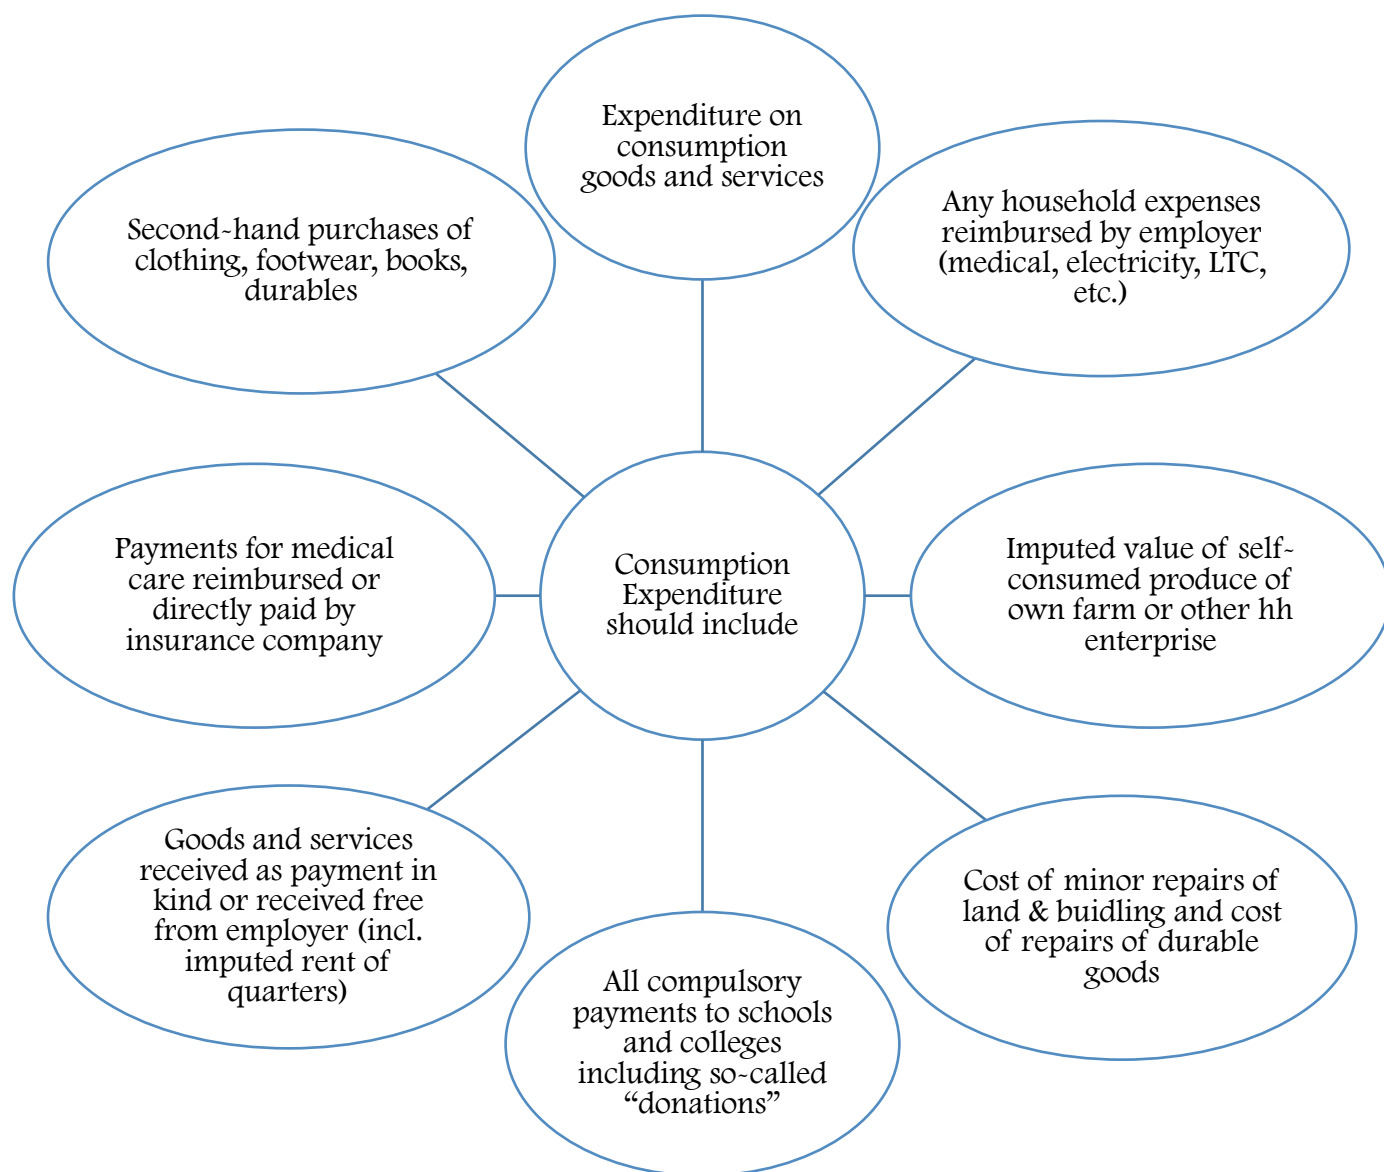 Expenditure on
consumption
goods and services
Any household expenses
reimbursed by employer
(medical, electricity, LTC,
etc.)
Imputed value of self-
consumed produce of
own farm or other hh
enterprise
Cost of minor repairs of
land & buidling and cost
of repairs of durable
goods
All compulsory
payments to schools
and colleges
including so-called
“donations”
Goods and services
received as payment in
kind or received free
from employer (incl.
imputed rent of
quarters)
Payments for medical
care reimbursed or
directly paid by
insurance company
Second-hand purchases of
clothing, footwear, books,
durables
Consumption
Expenditure
should include